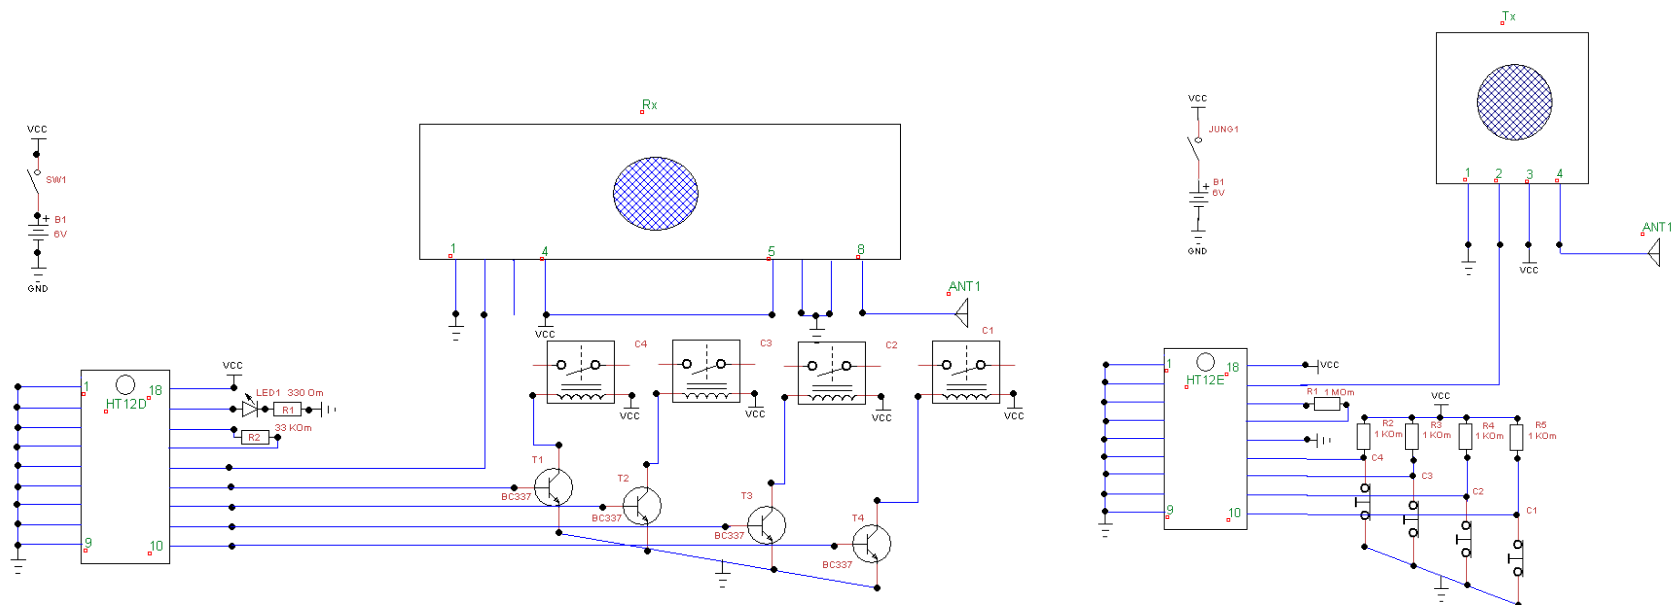 Tx
VCC
JUNG1
B1
6V
GND
1
2
3
4
ANT1
Rx
VCC
SW1
B1
6V
GND
1
4
5
8
ANT1
VCC
C4
C3
C2
C1
VCC
VCC
VCC
VCC
VCC
1
18
HT12D
LED1
330 Om
R1
33 KOm
R2
9
10
T1
BC337
T2
BC337
T3
BC337
T4
BC337
VCC
1
18
HT12E
VCC
R1
1 MOm
VCC
R2
1 KOm
R3
1 KOm
R4
1 KOm
R5
1 KOm
C4
C3
C2
C1
9
10